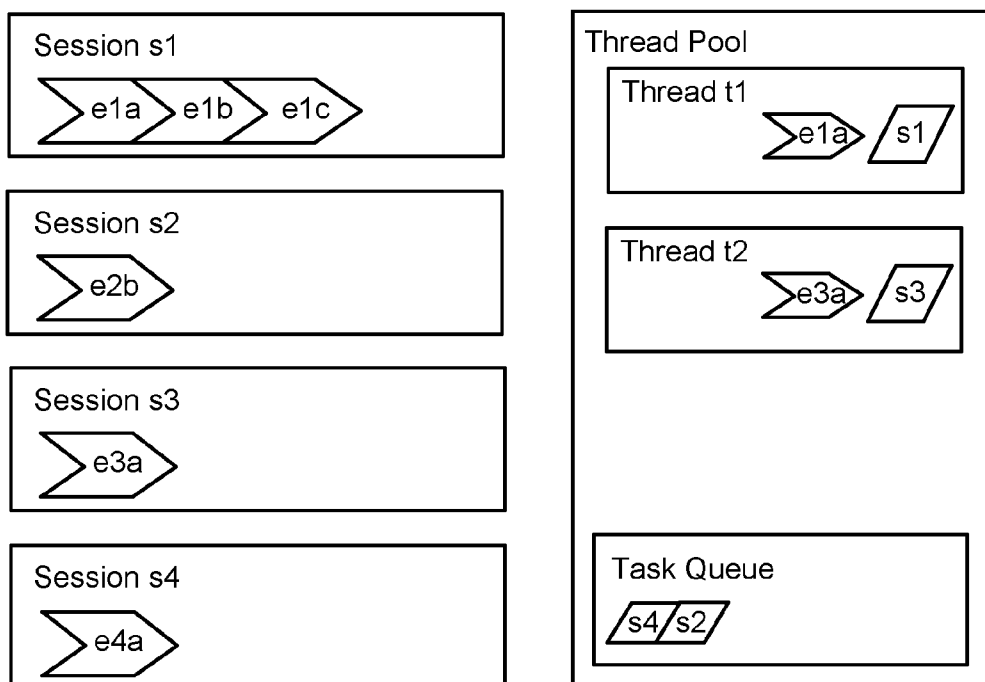 Session s1
e1a e1b e1c
Session s2
e2b
Session s3
e3a
Session s4
e4a
Thread Pool
Thread t1
e1a s1
Thread t2
e3a s3
Task Queue
s4 s2